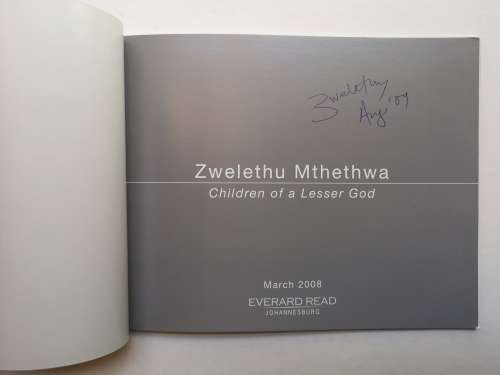 Zwelethu
Aug '09
Zwelethu Mthethwa
Children of a Lesser God
March 2008
EVERARD READ
JOHANNESBURG